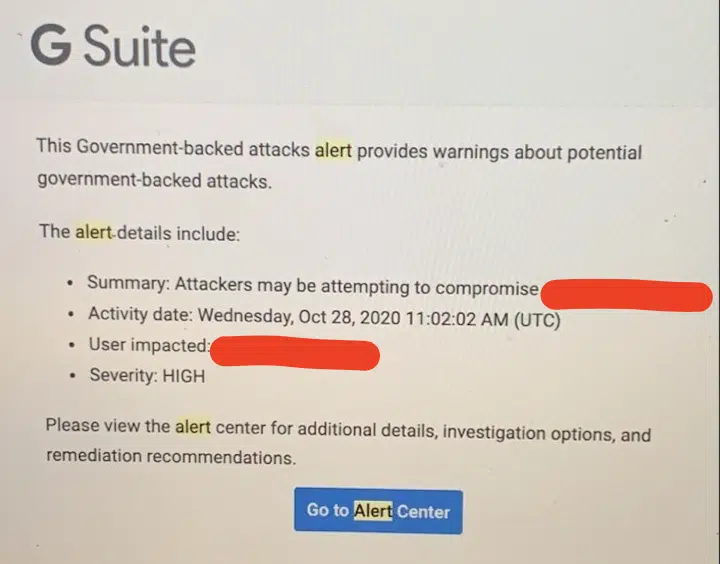 G Suite
This Government-backed attacks alert provides warnings about potential
government-backed attacks.
The alert details include:
• Summary: Attackers may be attempting to compromise
• Activity date: Wednesday, Oct 28, 2020 11:02:02 AM (UTC)
• User impacted:
• Severity: HIGH
Please view the alert center for additional details, investigation options, and
remediation recommendations.
Go to Alert Center